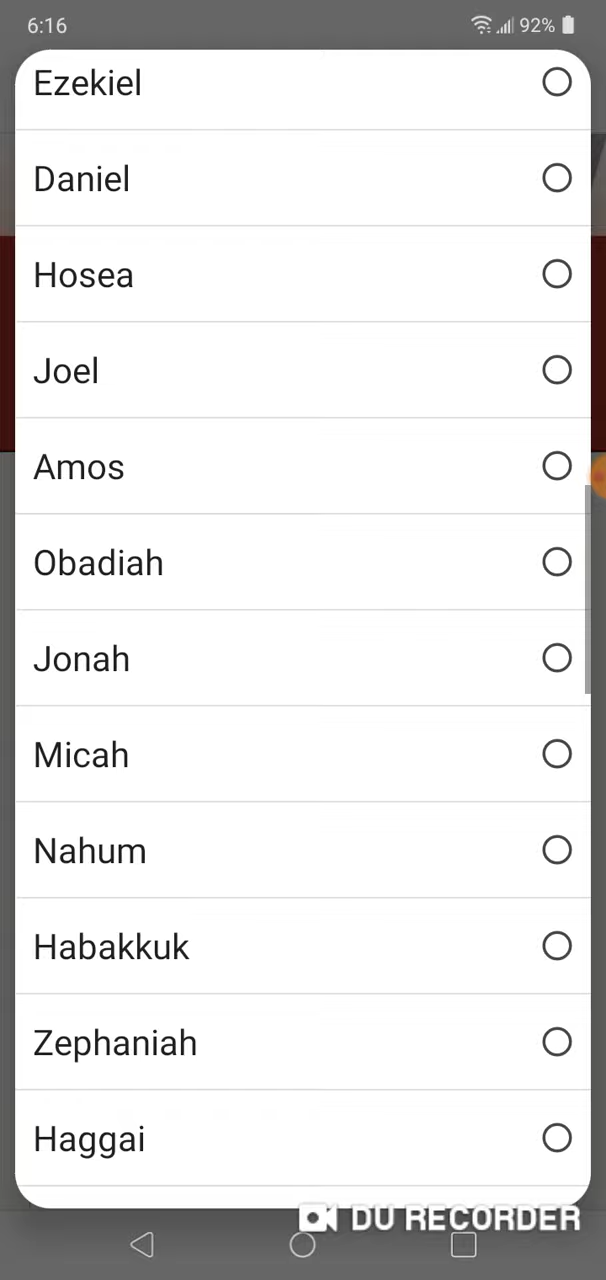 6:16 92%
Ezekiel
Daniel
Hosea
Joel
Amos
Obadiah
Jonah
Micah
Nahum
Habakkuk
Zephaniah
Haggai
DU RECORDER